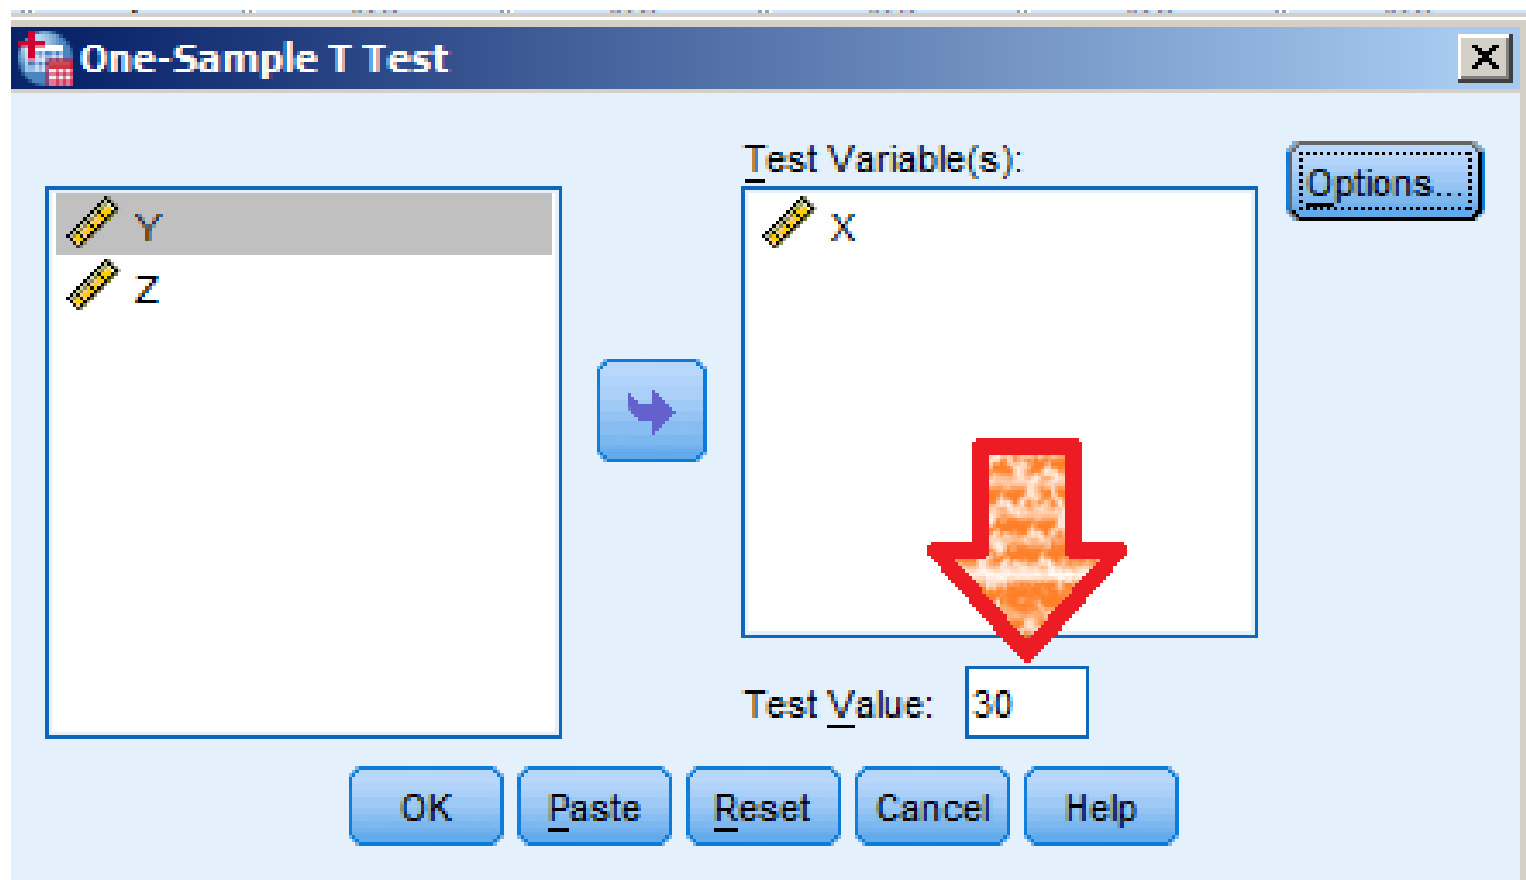 One-Sample T Test
Test Variable(s):
Options...
Y
Z
X
Test Value: 30
OK Paste Reset Cancel Help